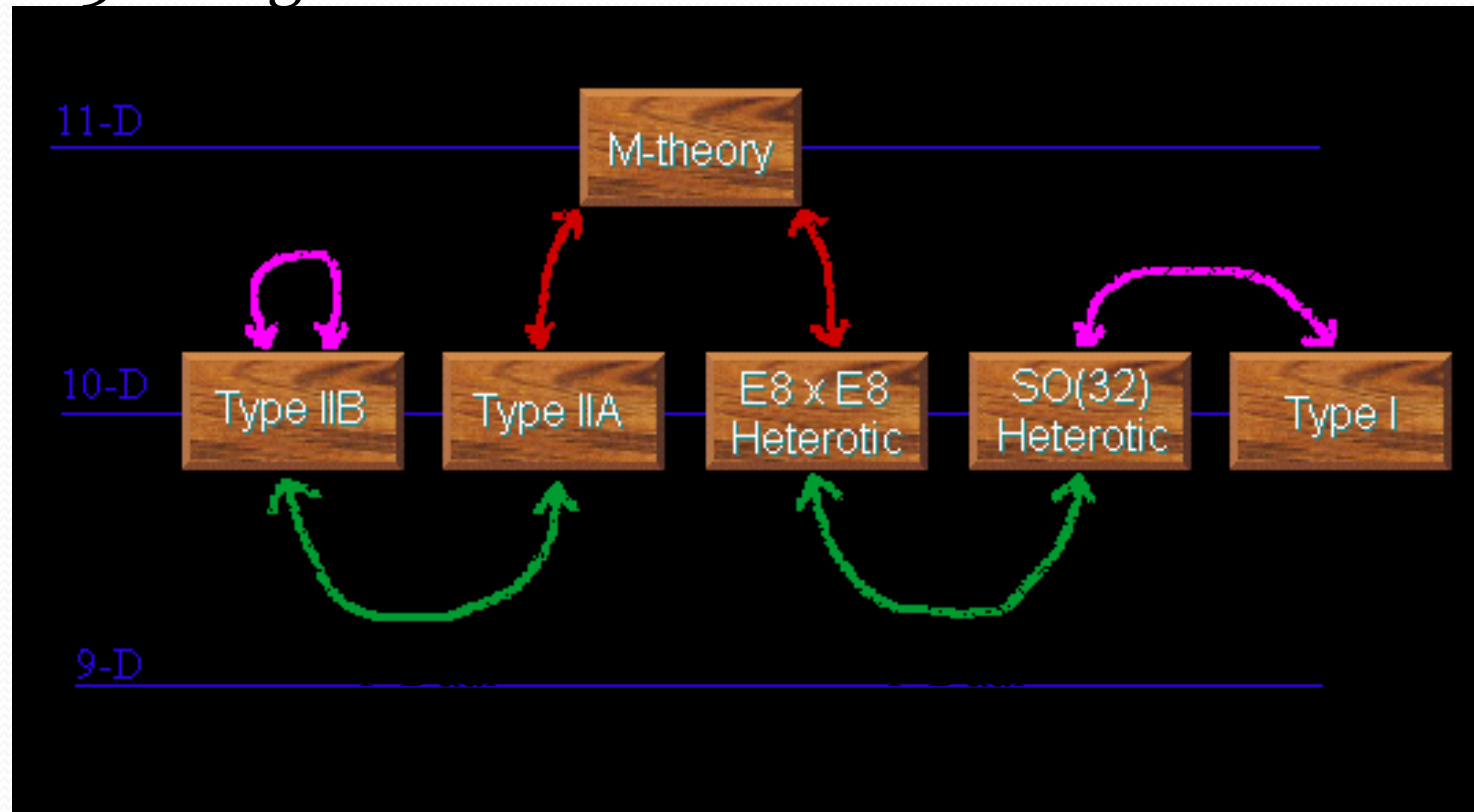 11-D
M-theory
10-D
Type IIB
Type IIA
E8 x E8
Heterotic
SO(32)
Heterotic
Type I
9-D